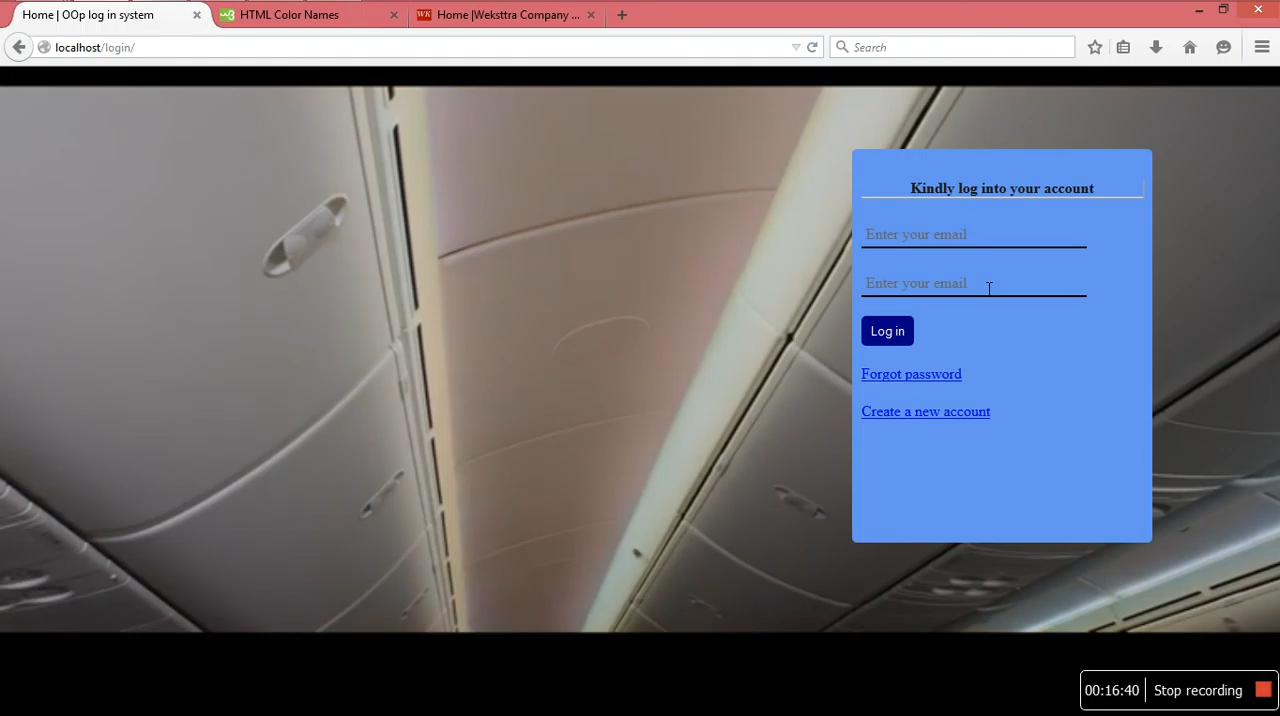 Home | OOp log in system
HTML Color Names
WK Home |Weksttra Company ...
localhost/login/
Search
Kindly log into your account
Enter your email
Enter your email
Log in
Forgot password
Create a new account
00:16:40 Stop recording